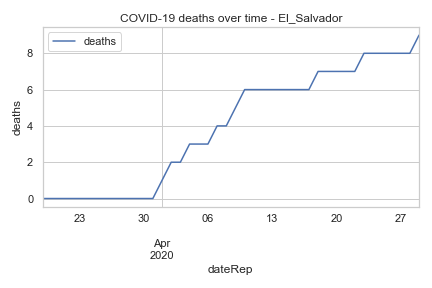 COVID-19 deaths over time - El_Salvador
deaths
deaths
8
6
4
2
0
23 30 06 13 20 27
Apr
2020
dateRep